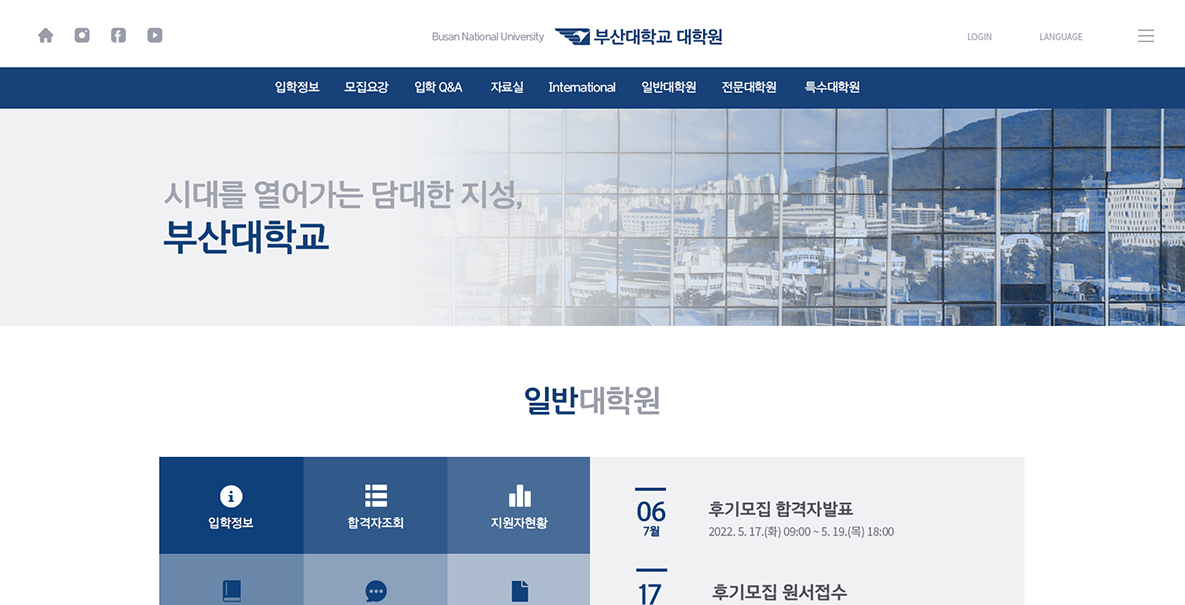 Busan National University 부산대학교 대학원
LOGIN
LANGUAGE
입학정보 모집요강 입학 Q&A 자료실 International 일반대학원 전문대학원 특수대학원
시대를 열어가는 담대한 지성,
부산대학교
일반대학원
입학정보
합격자조회
지원자현황
06
7월
후기모집 합격자발표
2022. 5. 17.(화) 09:00 ~ 5. 19.(목) 18:00
17
후기모집 원서접수